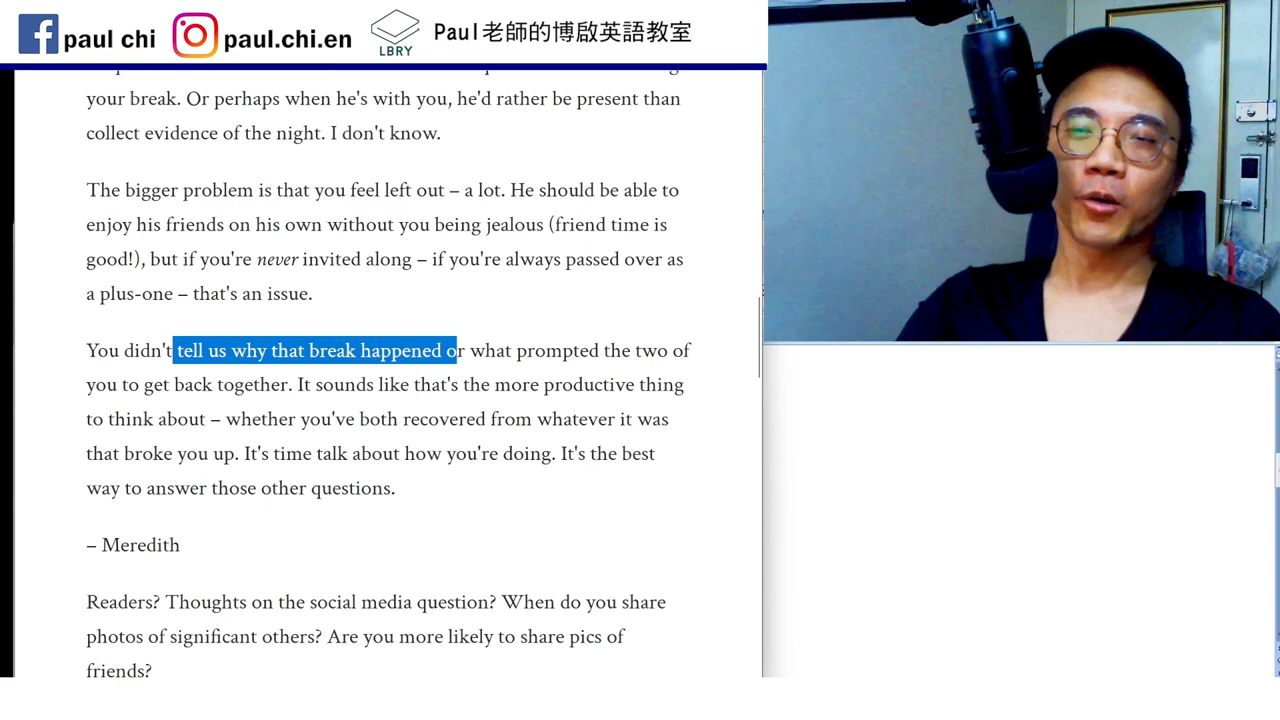 paul chi
paul.chi.en
LBRY
Paul老師的博啟英語教室
your break. Or perhaps when he's with you, he'd rather be present than
collect evidence of the night. I don't know.
The bigger problem is that you feel left out – a lot. He should be able to
enjoy his friends on his own without you being jealous (friend time is
good!), but if you're never invited along – if you're always passed over as
a plus-one – that's an issue.
You didn't tell us why that break happened or what prompted the two of
you to get back together. It sounds like that's the more productive thing
to think about – whether you've both recovered from whatever it was
that broke you up. It's time talk about how you're doing. It's the best
way to answer those other questions.
– Meredith
Readers? Thoughts on the social media question? When do you share
photos of significant others? Are you more likely to share pics of
friends?